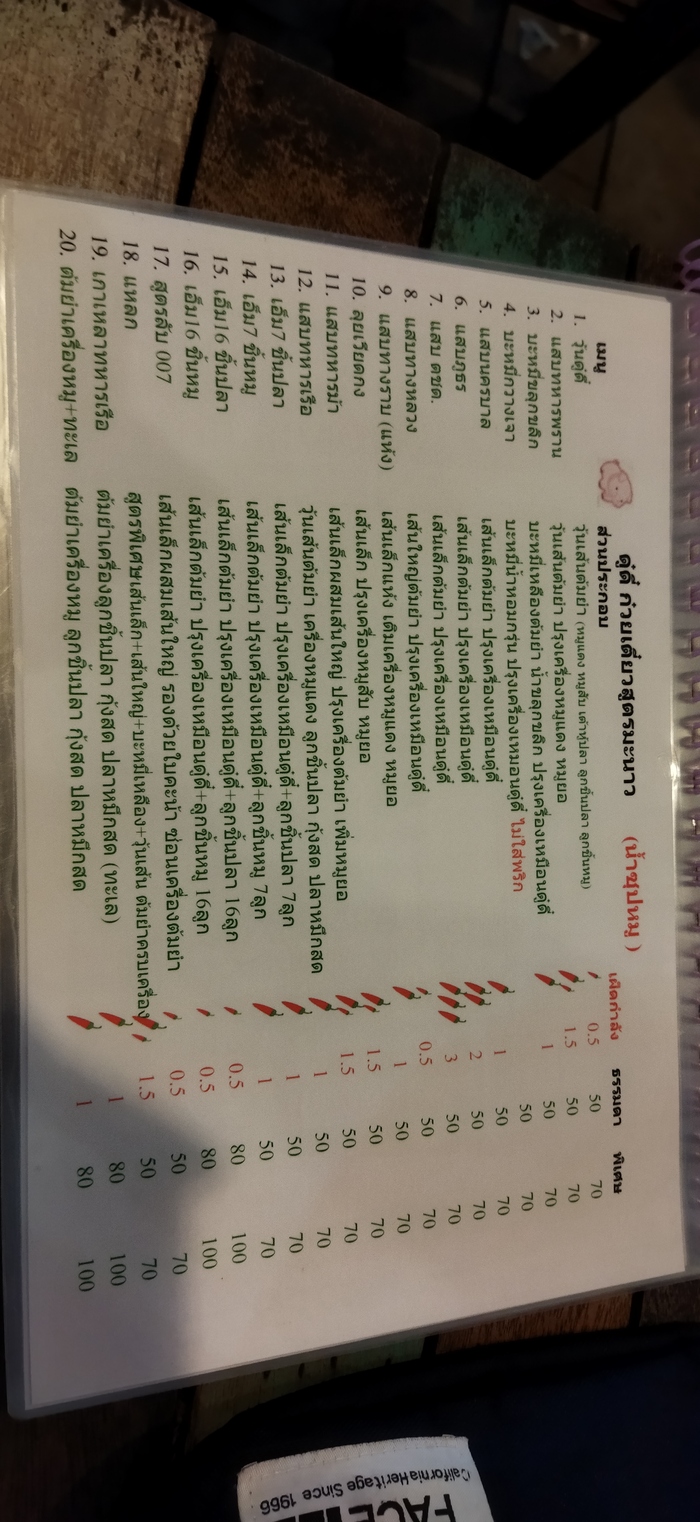 ดู๋ดี๋ ก๋วยเตี๋ยวสูตรมะนาว (น้ำซุปหมู )
เมนู ส่วนประกอบ เผ็ดกำลัง ธรรมดา พิเศษ
1. วุ้นดู๋ดี๋ วุ้นเส้นต้มยำ (หมูแดง หมูสับ เต้าหู้ปลา ลูกชิ้นปลา ลูกชิ้นหมู) 0.5 50 70
2. แสบทหารพราน วุ้นเส้นต้มยำ ปรุงเครื่องหมูแดง หมูยอ 1.5 50 70
3. บะหมี่ขลุกขลิก บะหมี่เหลืองต้มยำ น้ำขลุกขลิก ปรุงเครื่องเหมือนดู๋ดี๋ 1 50 70
4. บะหมี่กวางเจา บะหมี่น้ำหอมกรุ่น ปรุงเครื่องเหมือนดู๋ดี๋ ไม่ใส่พริก 50 70
5. แสบนครบาล เส้นเล็กต้มยำ ปรุงเครื่องเหมือนดู๋ดี๋ 1 50 70
6. แสบภูธร เส้นเล็กต้มยำ ปรุงเครื่องเหมือนดู๋ดี๋ 2 50 70
7. แสบ ตชด. เส้นเล็กต้มยำ ปรุงเครื่องเหมือนดู๋ดี๋ 3 50 70
8. แสบทางหลวง เส้นใหญ่ต้มยำ ปรุงเครื่องเหมือนดู๋ดี๋ 0.5 50 70
9. แสบทางราบ (แห้ง) เส้นเล็กแห้ง เติมเครื่องหมูแดง หมูยอ 1 50 70
10. ลุยเรียดกง เส้นเล็ก ปรุงเครื่องหมูสับ หมูยอ 1.5 50 70
11. แสบทหารม้า เส้นเล็กผสมเส้นใหญ่ ปรุงเครื่องต้มยำ เพิ่มหมูยอ 1.5 50 70
12. แสบทหารเรือ วุ้นเส้นต้มยำ เครื่องหมูแดง ลูกชิ้นปลา กุ้งสด ปลาหมึกสด 1 50 70
13. เอ็ม7 ชิ้นปลา เส้นเล็กต้มยำ ปรุงเครื่องเหมือนดู๋ดี๋+ลูกชิ้นปลา 7ลูก 1 50 70
14. เอ็ม7 ชิ้นหมู เส้นเล็กต้มยำ ปรุงเครื่องเหมือนดู๋ดี๋+ลูกชิ้นหมู 7ลูก 1 50 70
15. เอ็ม16 ชิ้นปลา เส้นเล็กต้มยำ ปรุงเครื่องเหมือนดู๋ดี๋+ลูกชิ้นปลา 16ลูก 0.5 80 100
16. เอ็ม16 ชิ้นหมู เส้นเล็กต้มยำ ปรุงเครื่องเหมือนดู๋ดี๋+ลูกชิ้นหมู 16ลูก 0.5 80 100
17. สูตรลับ 007 เส้นเล็กผสมเส้นใหญ่ รองด้วยใบคะน้า ซ่อนเครื่องต้มยำ 0.5 50 70
18. แหลก สูตรพิเศษเส้นเล็ก+เส้นใหญ่+บะหมี่เหลือง+วุ้นเส้น ต้มยำครบเครื่อง 1.5 50 70
19. เกาเหลาทหารเรือ ต้มยำเครื่องลูกชิ้นปลา กุ้งสด ปลาหมึกสด (ทะเล) 1 80 100
20. ต้มยำเครื่องหมู+ทะเล ต้มยำเครื่องหมู ลูกชิ้นปลา กุ้งสด ปลาหมึกสด 1 80 100
California Heritage Since 1966